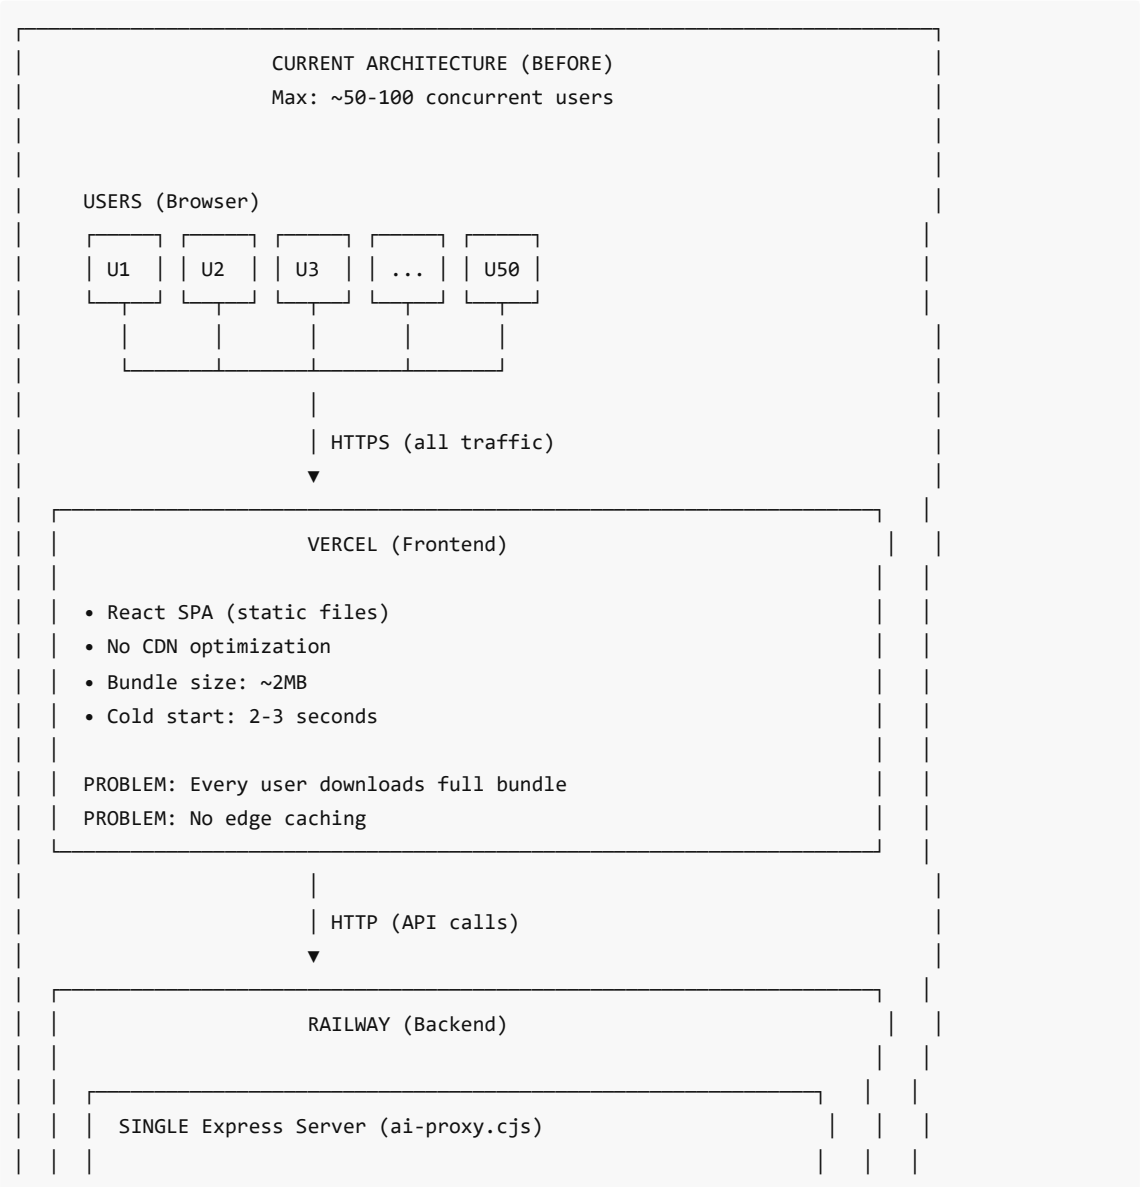 CURRENT ARCHITECTURE (BEFORE)
Max: ~50-100 concurrent users
USERS (Browser)
U1 U2 U3 ... U50
HTTPS (all traffic)
VERCEL (Frontend)
• React SPA (static files)
• No CDN optimization
• Bundle size: ~2MB
• Cold start: 2-3 seconds
PROBLEM: Every user downloads full bundle
PROBLEM: No edge caching
HTTP (API calls)
RAILWAY (Backend)
SINGLE Express Server (ai-proxy.cjs)